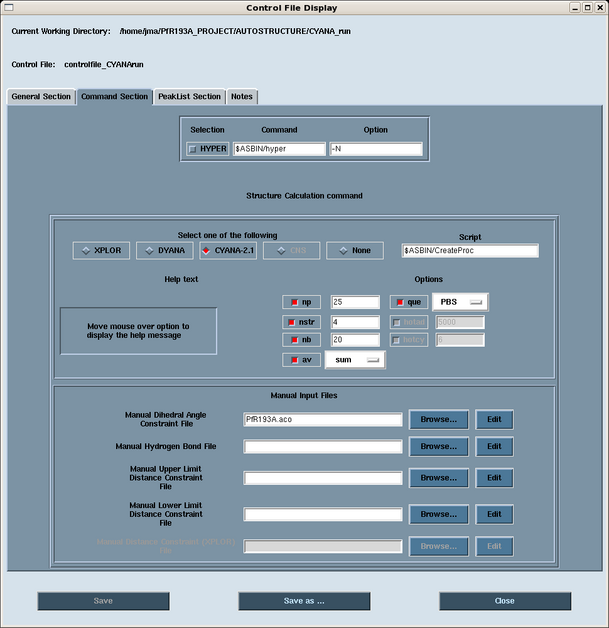 Control File Display
Current Working Directory: /home/jma/PfR193A_PROJECT/AUTOSTRUCTURE/CYANA_run
Control File: controlfile_CYANArun
General Section Command Section PeakList Section Notes
Selection Command Option
HYPER $ASBIN/hyper -N
Structure Calculation command
Select one of the following Script
XPLOR DYANA CYANA-2.1 CNS None $ASBIN/CreateProc
Help text Options
np 25 que PBS
Move mouse over option to
display the help message
nstr 4 5000
nb 20 6
av sum
Manual Input Files
Manual Dihedral Angle
Constraint File
PfR193A.aco Browse... Edit
Manual Hydrogen Bond File Browse... Edit
Manual Upper Limit
Distance Constraint
File
Browse... Edit
Manual Lower Limit
Distance Constraint
File
Browse... Edit
Manual Distance Constraint (XPLOR)
File
Browse... Edit
Save Save as ... Close